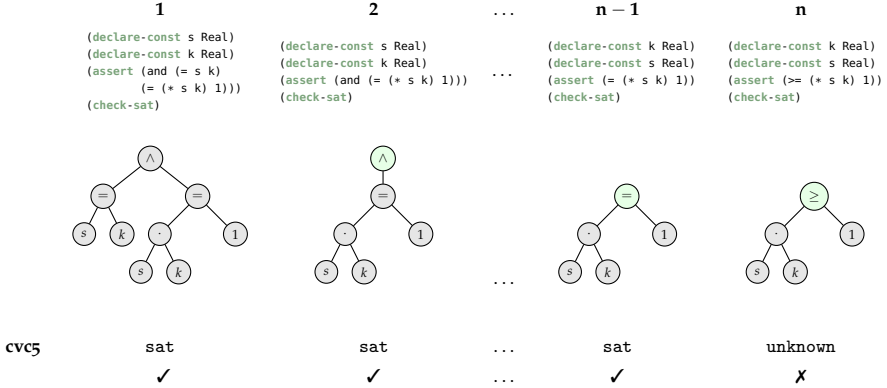 1 2 … n − 1 n
(declare-const s Real)
(declare-const k Real)
(assert (and (= s k)
(= (* s k) 1)))
(check-sat)
(declare-const s Real)
(declare-const k Real)
(assert (and (= (* s k) 1)))
(check-sat)
…
(declare-const k Real)
(declare-const s Real)
(assert (= (* s k) 1))
(check-sat)
(declare-const k Real)
(declare-const s Real)
(assert (>= (* s k) 1))
(check-sat)
∧
= =
s k · 1
s k
∧
=
· 1
s k
…
=
· 1
s k
≥
· 1
s k
cvc5 sat sat … sat unknown
✓ ✓ … ✓ ✗